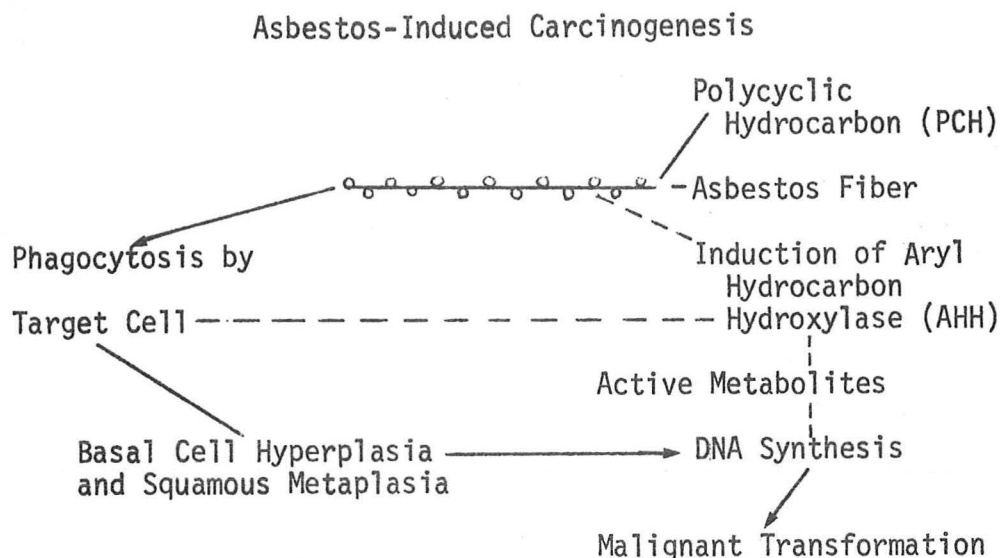 Asbestos-Induced Carcinogenesis
Polycyclic
Hydrocarbon (PCH)
Asbestos Fiber
Phagocytosis by
Target Cell
Induction of Aryl
Hydrocarbon
Hydroxylase (AHH)
Active Metabolites
Basal Cell Hyperplasia
and Squamous Metaplasia
DNA Synthesis
Malignant Transformation